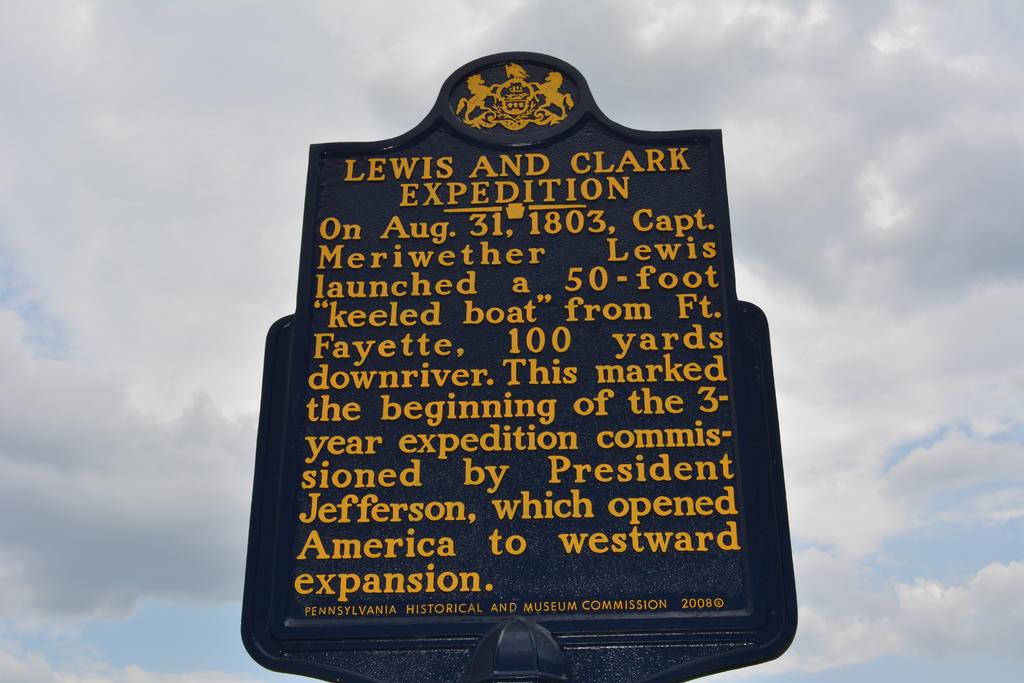 LEWIS AND CLARK
EXPEDITION
On Aug. 31, 1803, Capt.
Meriwether Lewis
launched a 50-foot
"keeled boat" from Ft.
Fayette, 100 yards
downriver. This marked
the beginning of the 3-
year expedition commis-
sioned by President
Jefferson, which opened
America to westward
expansion.
PENNSYLVANIA HISTORICAL AND MUSEUM COMMISSION 2008©